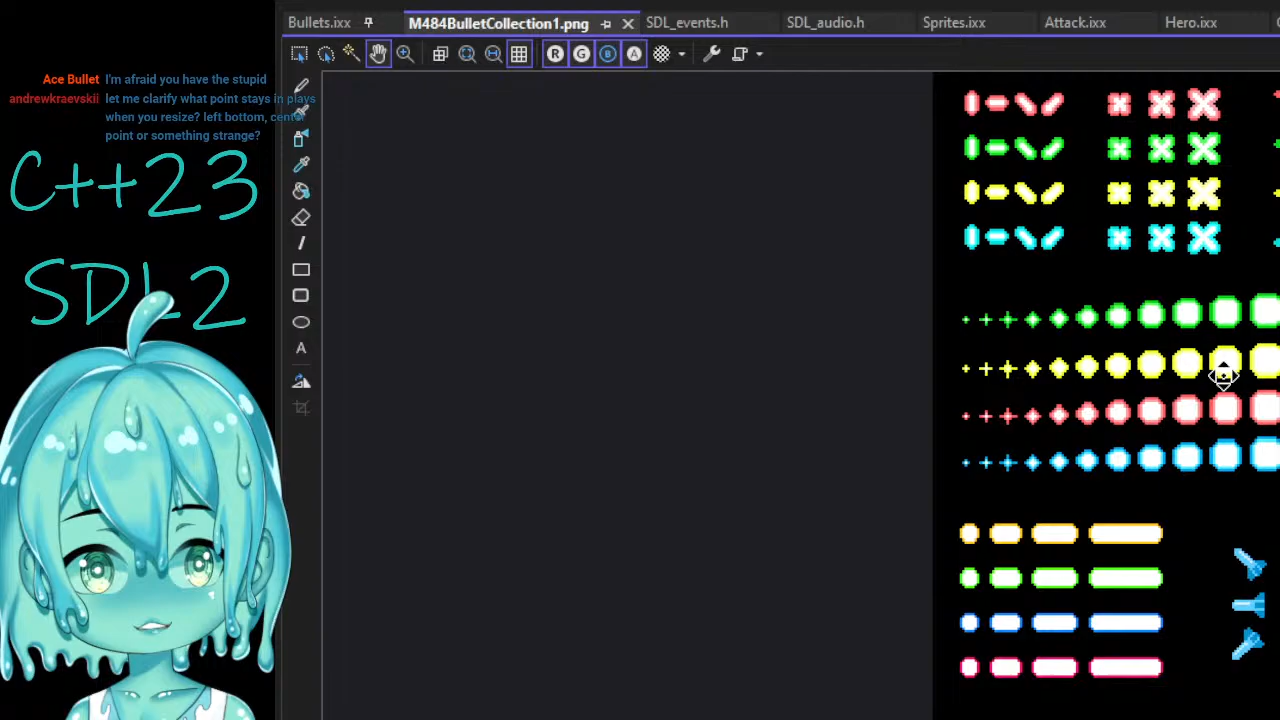 Bullets.ixx
M484BulletCollection1.png
SDL_events.h
SDL_audio.h
Sprites.ixx
Attack.ixx
Hero.ixx
R G B A
Ace Bullet I'm afraid you have the stupid
andrewkraevskii let me clarify what point stays in plays
when you resize? left bottom, center
point or something strange?
C++23
SDL2
A